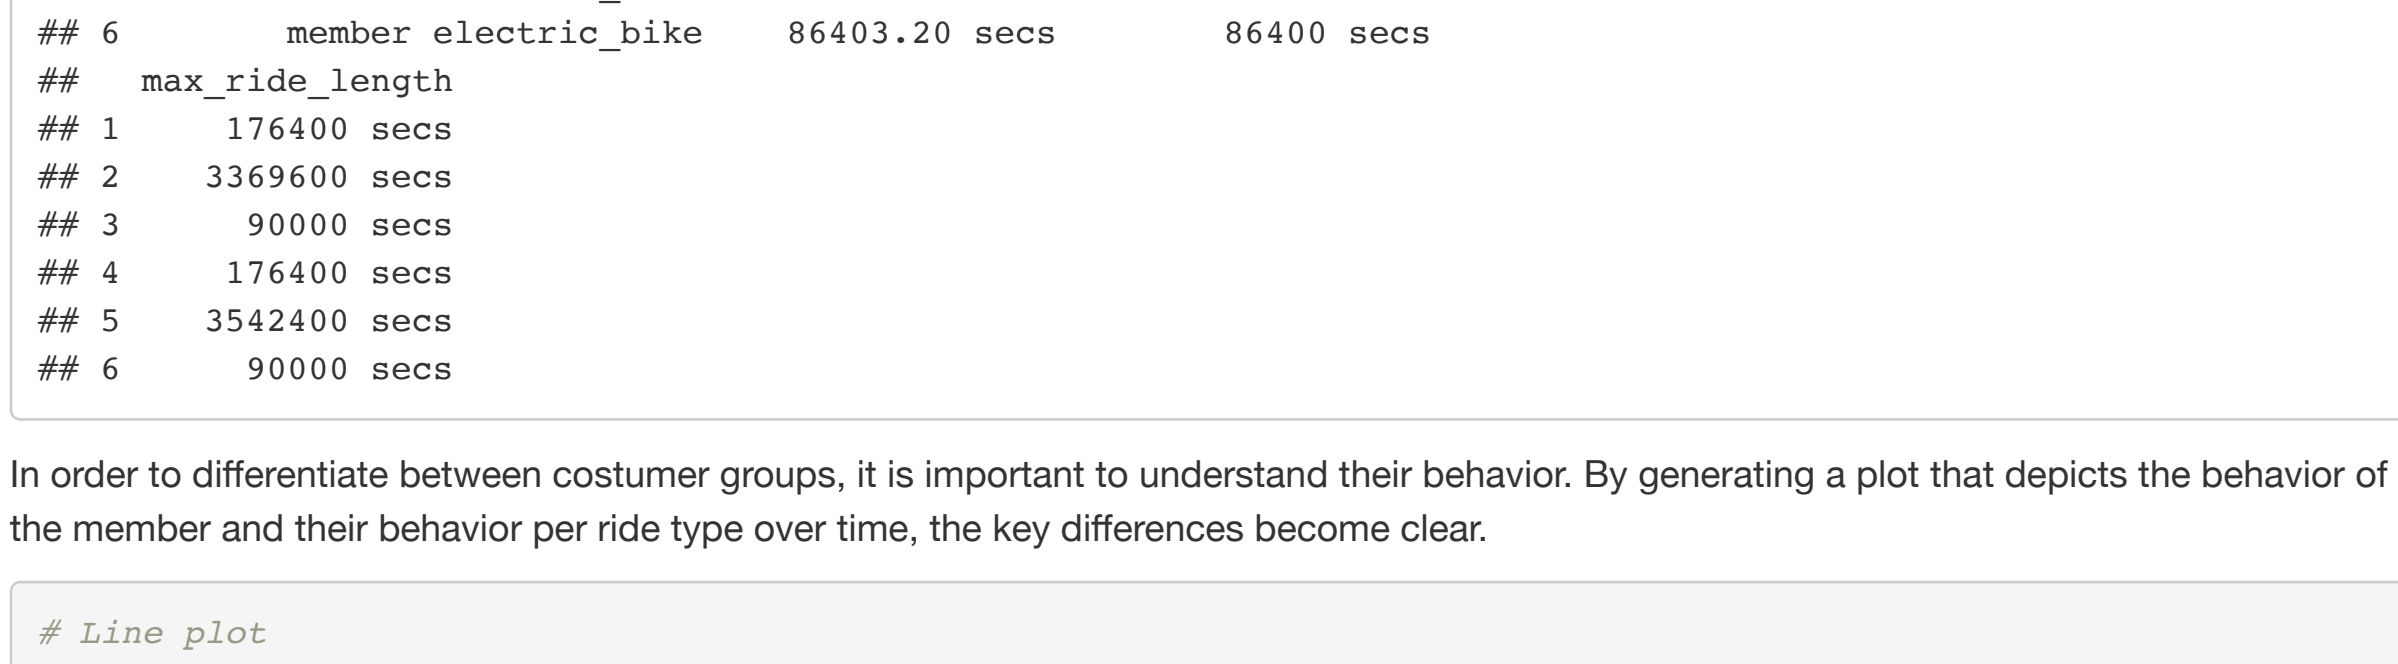 ## 6        member electric_bike    86403.20 secs        86400 secs
##   max_ride_length
## 1     176400 secs
## 2    3369600 secs
## 3      90000 secs
## 4     176400 secs
## 5    3542400 secs
## 6      90000 secs
In order to differentiate between costumer groups, it is important to understand their behavior. By generating a plot that depicts the behavior of
the member and their behavior per ride type over time, the key differences become clear.
# Line plot